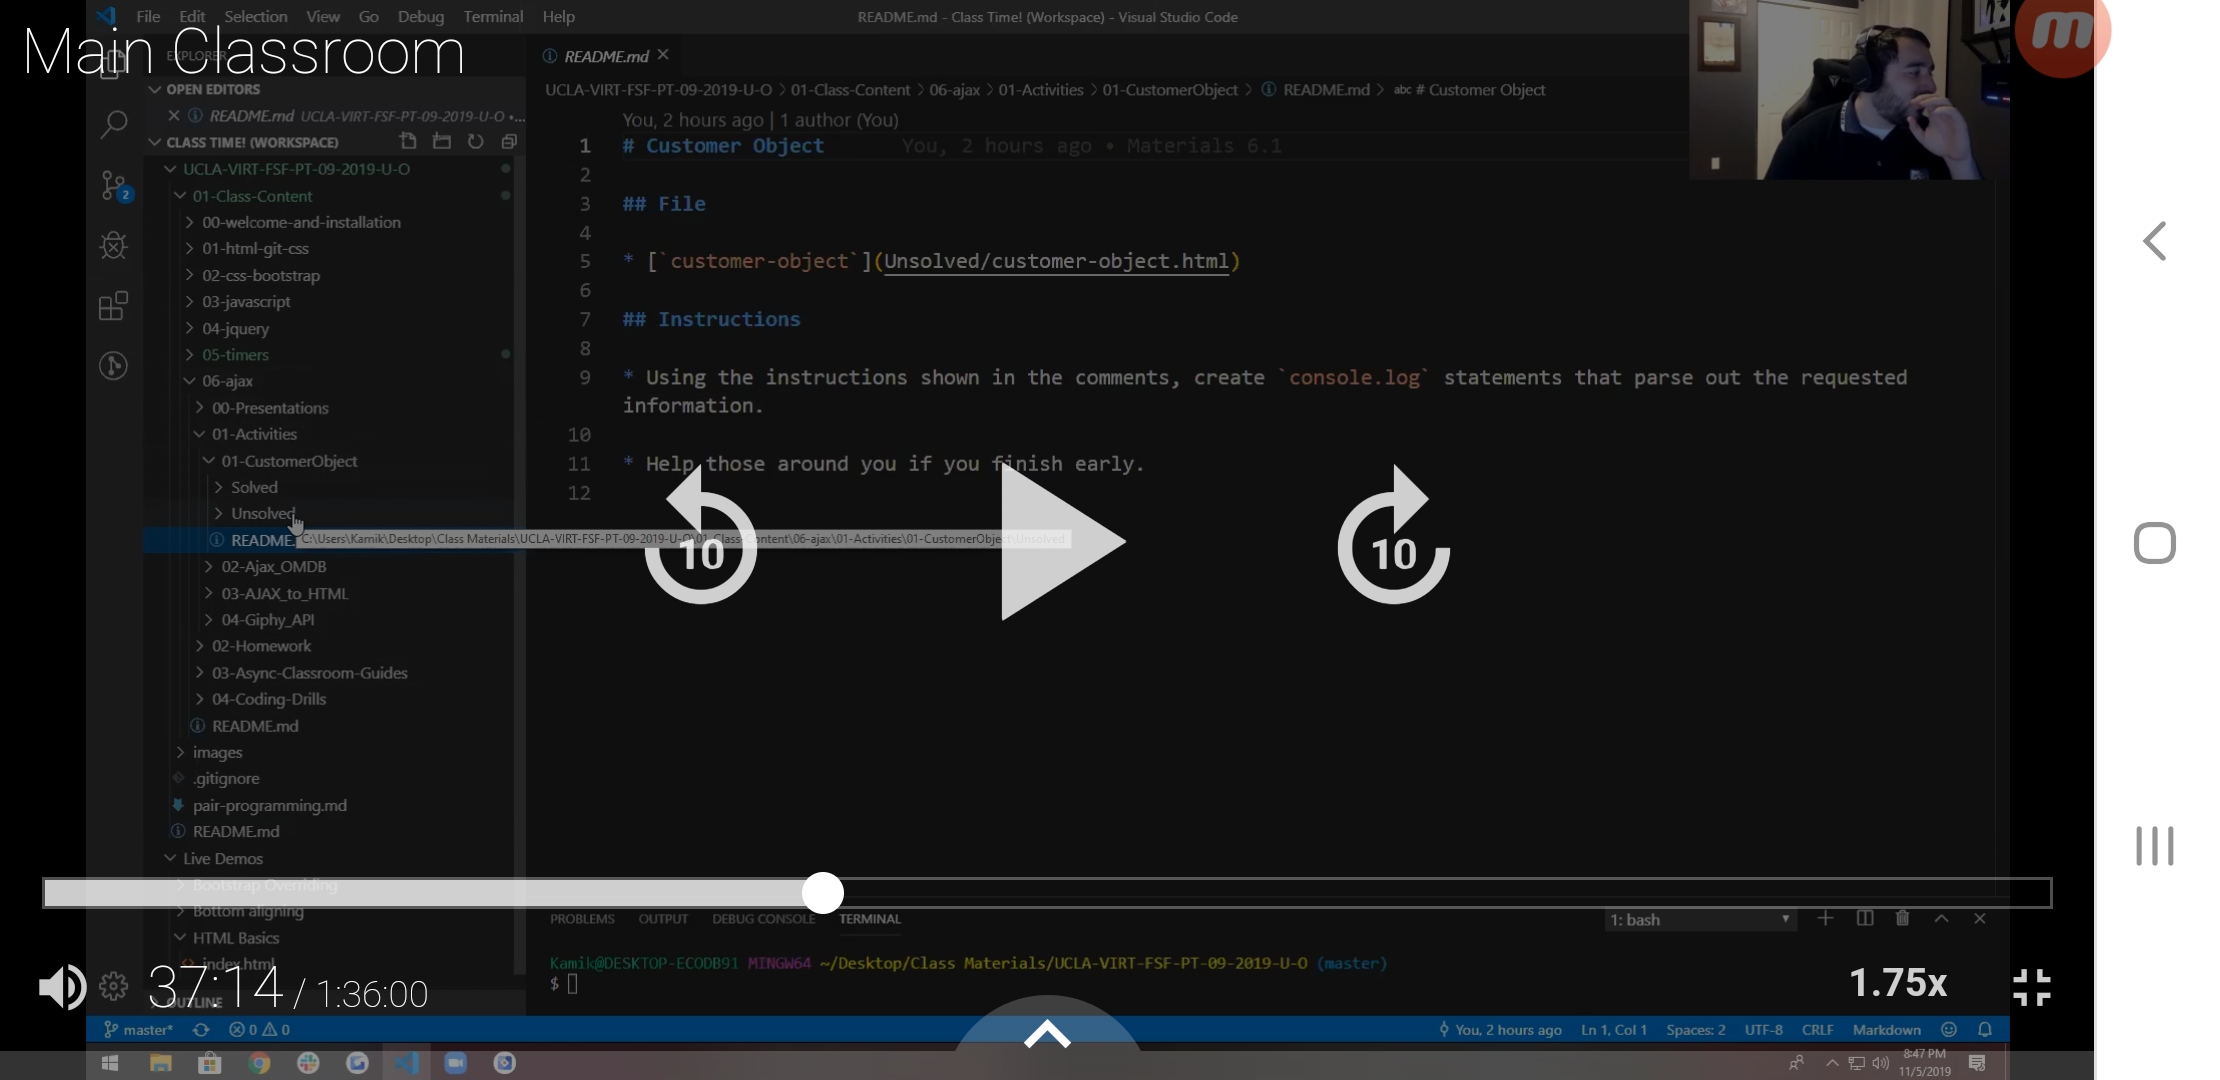 File Edit Selection View Go Debug Terminal Help
README.md - Class Time! (Workspace) - Visual Studio Code
Main Classroom
EXPLORER
OPEN EDITORS
README.md UCLA-VIRT-FSF-PT-09-2019-U-O •...
CLASS TIME! (WORKSPACE)
UCLA-VIRT-FSF-PT-09-2019-U-O
01-Class-Content
00-welcome-and-installation
01-html-git-css
02-css-bootstrap
03-javascript
04-jquery
05-timers
06-ajax
00-Presentations
01-Activities
01-CustomerObject
Solved
Unsolved
README.
C:\Users\Kamik\Desktop\Class Materials\UCLA-VIRT-FSF-PT-09-2019-U-O\01-Class-Content\06-ajax\01-Activities\01-CustomerObject\Unsolved
02-Ajax_OMDB
03-AJAX_to_HTML
04-Giphy_API
02-Homework
03-Async-Classroom-Guides
04-Coding-Drills
README.md
images
.gitignore
pair-programming.md
README.md
Live Demos
Bootstrap Overriding
Bottom aligning
HTML Basics
index.html
OUTLINE
2
README.md
UCLA-VIRT-FSF-PT-09-2019-U-O > 01-Class-Content > 06-ajax > 01-Activities > 01-CustomerObject > README.md > abc # Customer Object
You, 2 hours ago | 1 author (You)
1 # Customer Object You, 2 hours ago • Materials 6.1
2
3 ## File
4
5 * [`customer-object`](Unsolved/customer-object.html)
6
7 ## Instructions
8
9 * Using the instructions shown in the comments, create `console.log` statements that parse out the requested
information.
10
11 * Help those around you if you finish early.
12
10
10
m
PROBLEMS OUTPUT DEBUG CONSOLE TERMINAL
1: bash
Kamik@DESKTOP-ECODB91 MINGW64 ~/Desktop/Class Materials/UCLA-VIRT-FSF-PT-09-2019-U-O (master)
$
37:14 / 1:36:00
1.75x
master* 0 0
You, 2 hours ago Ln 1, Col 1 Spaces: 2 UTF-8 CRLF Markdown
8:47 PM
11/5/2019